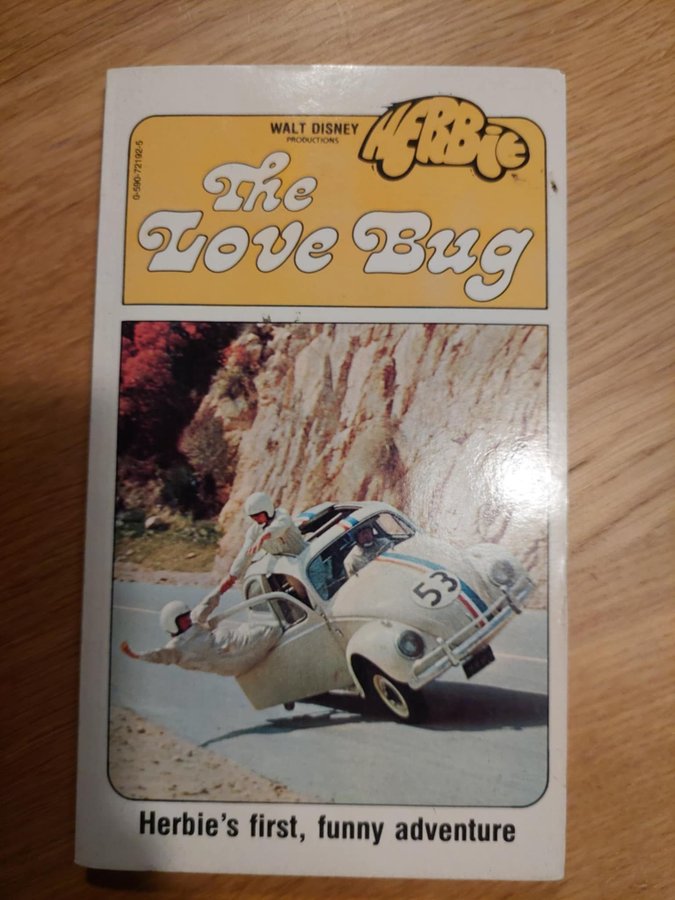 WALT DISNEY
PRODUCTIONS
HERBiE
0-590-72192-5
The
Love Bug
53
Herbie's first, funny adventure